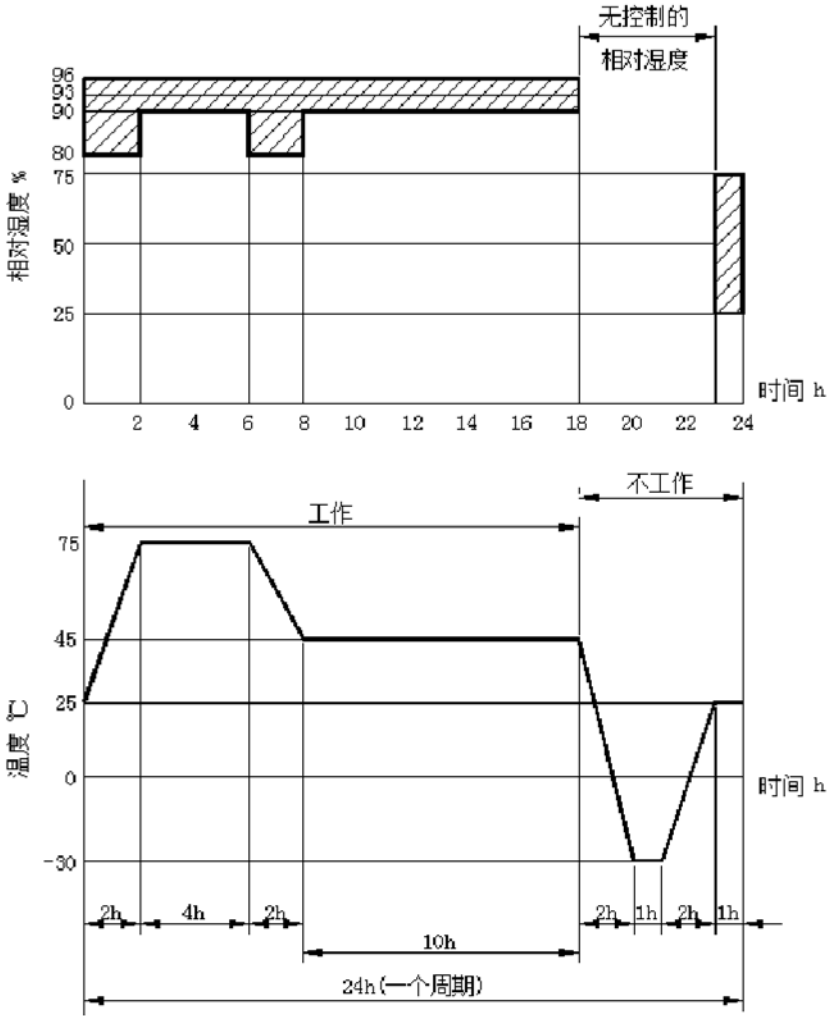 无控制的
相对湿度
96
93
90
80
75
50
25
0
相对湿度 %
时间 h
2 4 6 8 10 12 14 16 18 20 22 24
不工作
工作
75
45
25
0
-30
温度 ℃
时间 h
2h 4h 2h 2h 1h 2h 1h
10h
24h(一个周期)